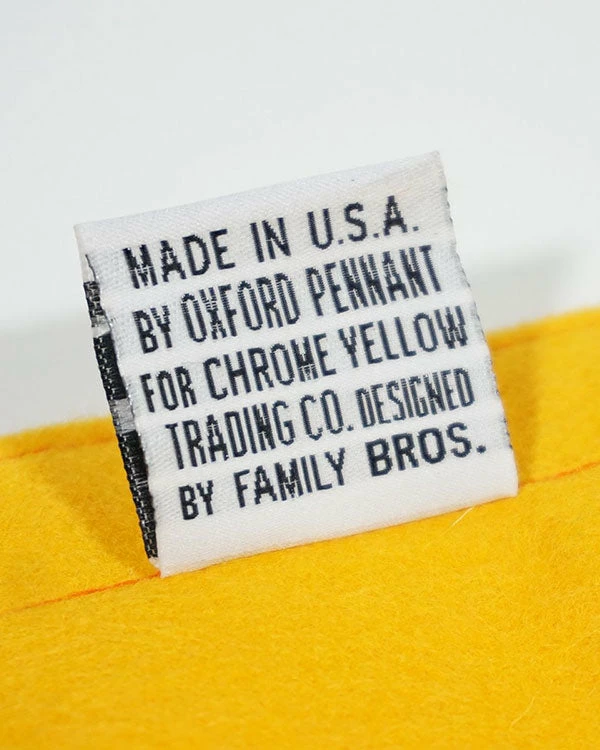 MADE IN U.S.A.
BY OXFORD PENNANT
FOR CHROME YELLOW
TRADING CO. DESIGNED
BY FAMILY BROS.